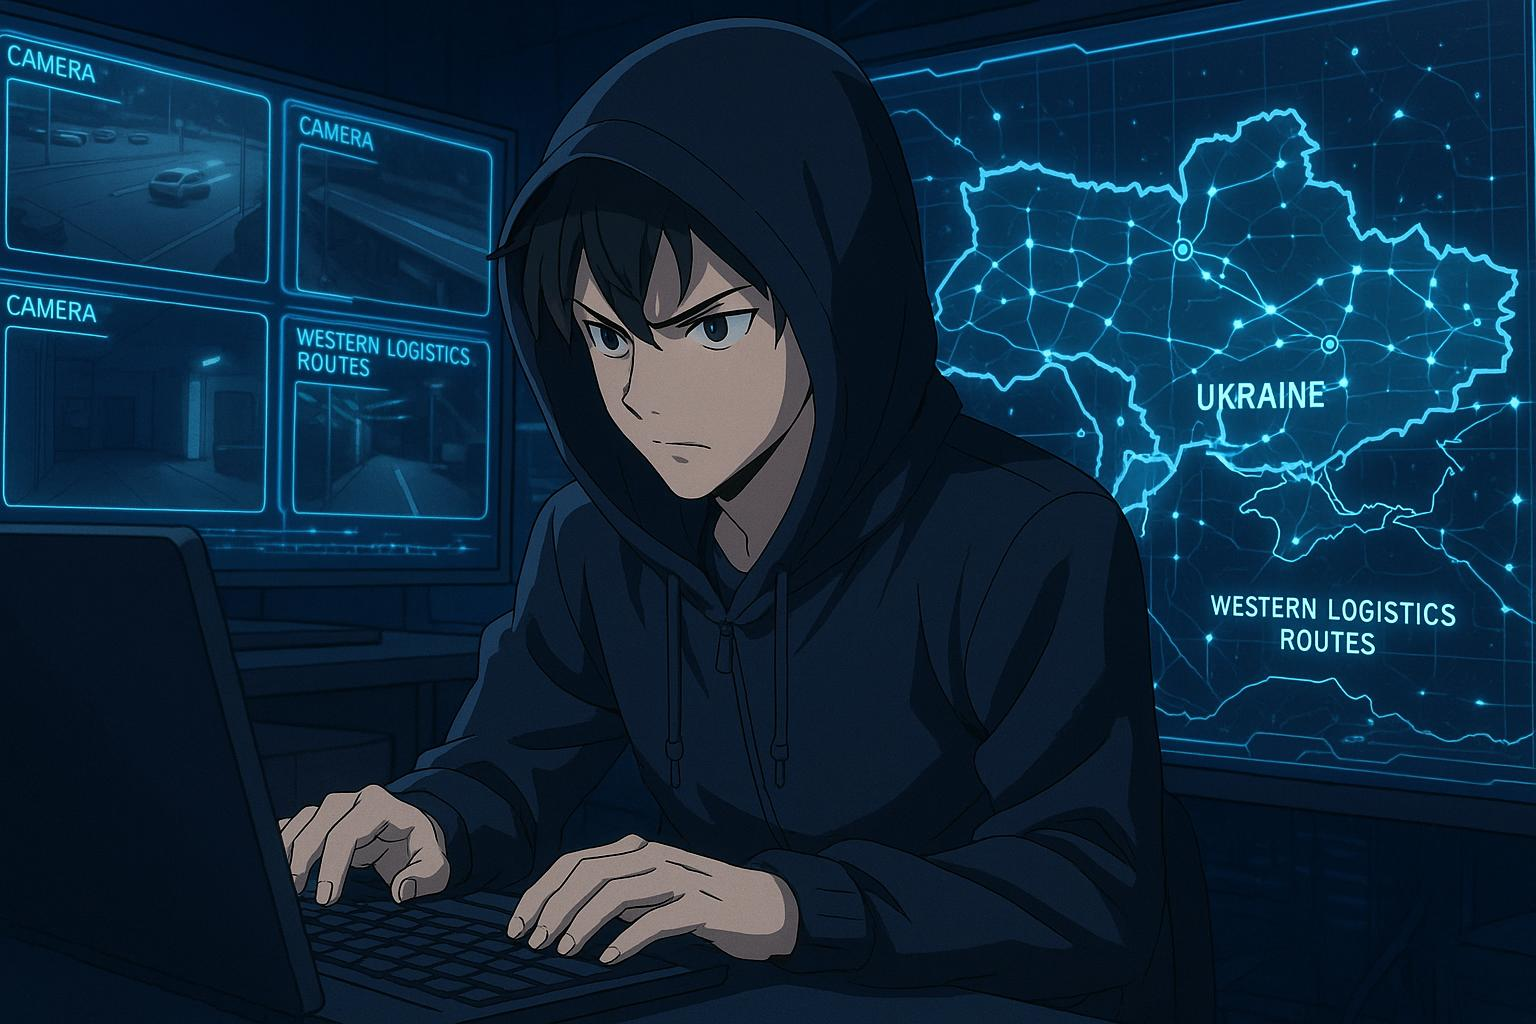 CAMERA
CAMERA
CAMERA
WESTERN LOGISTICS
ROUTES
UKRAINE
WESTERN LOGISTICS
ROUTES